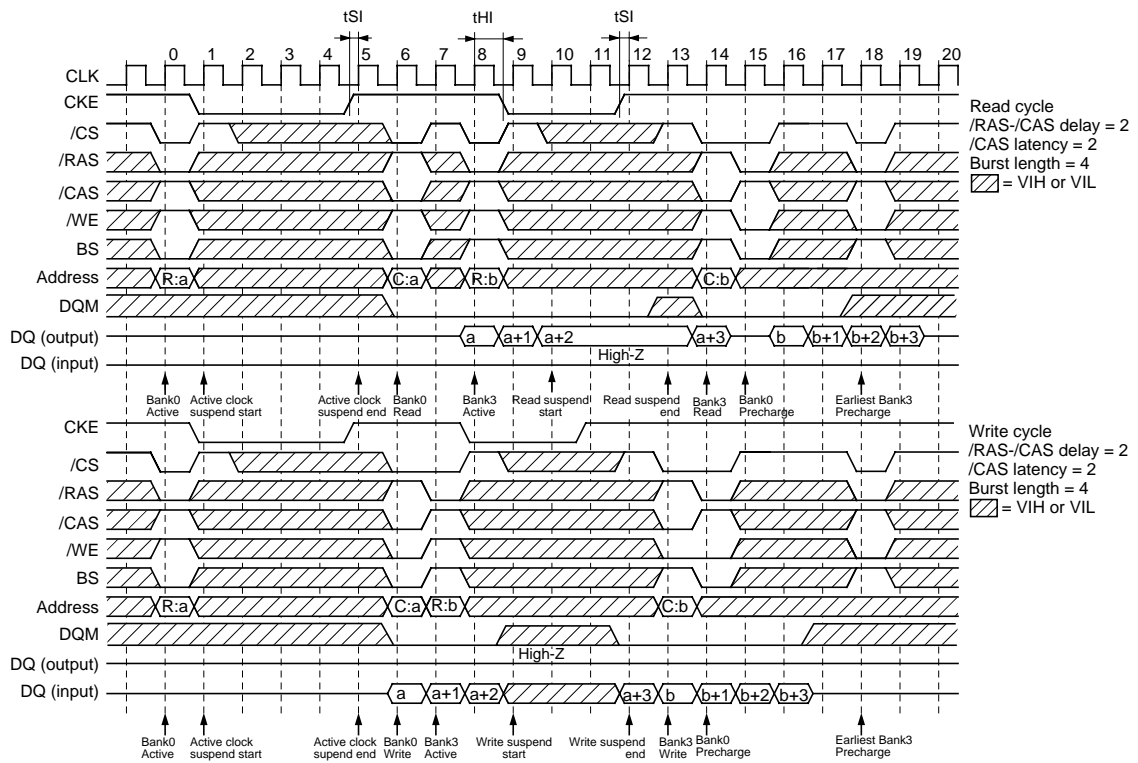 tSI tHI tSI
0 1 2 3 4 5 6 7 8 9 10 11 12 13 14 15 16 17 18 19 20
CLK
CKE
/CS
/RAS
/CAS
/WE
BS
Address R:a C:a R:b C:b
DQM
DQ (output) a a+1 a+2 a+3 b b+1 b+2 b+3
High-Z
DQ (input)
Read cycle
/RAS-/CAS delay = 2
/CAS latency = 2
Burst length = 4
= VIH or VIL
Bank0 Active
Active clock suspend start
Active clock suspend end
Bank0 Read
Bank3 Active
Read suspend start
Read suspend end
Bank3 Read
Bank0 Precharge
Earliest Bank3 Precharge
CKE
/CS
/RAS
/CAS
/WE
BS
Address R:a C:a R:b C:b
DQM
High-Z
DQ (output)
DQ (input) a a+1 a+2 a+3 b b+1 b+2 b+3
Write cycle
/RAS-/CAS delay = 2
/CAS latency = 2
Burst length = 4
= VIH or VIL
Bank0 Active
Active clock suspend start
Active clock supend end
Bank0 Write
Bank3 Active
Write suspend start
Write suspend end
Bank3 Write
Bank0 Precharge
Earliest Bank3 Precharge